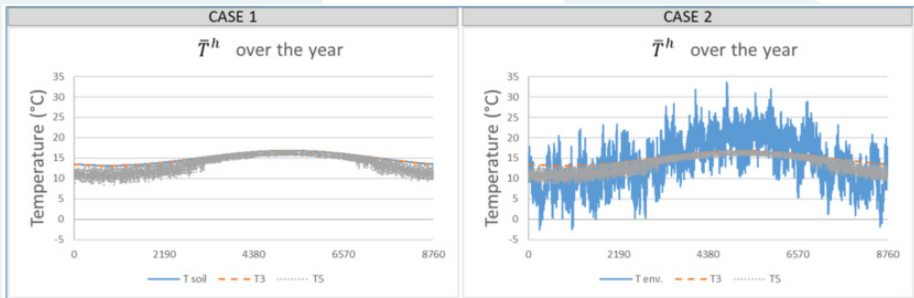 CASE 1
T̄ʰ over the year
Temperature (°C)
35
30
25
20
15
10
5
0
-5
0 2190 4380 6570 8760
T soil T3 T5
CASE 2
T̄ʰ over the year
Temperature (°C)
35
30
25
20
15
10
5
0
-5
0 2190 4380 6570 8760
T env. T3 T5